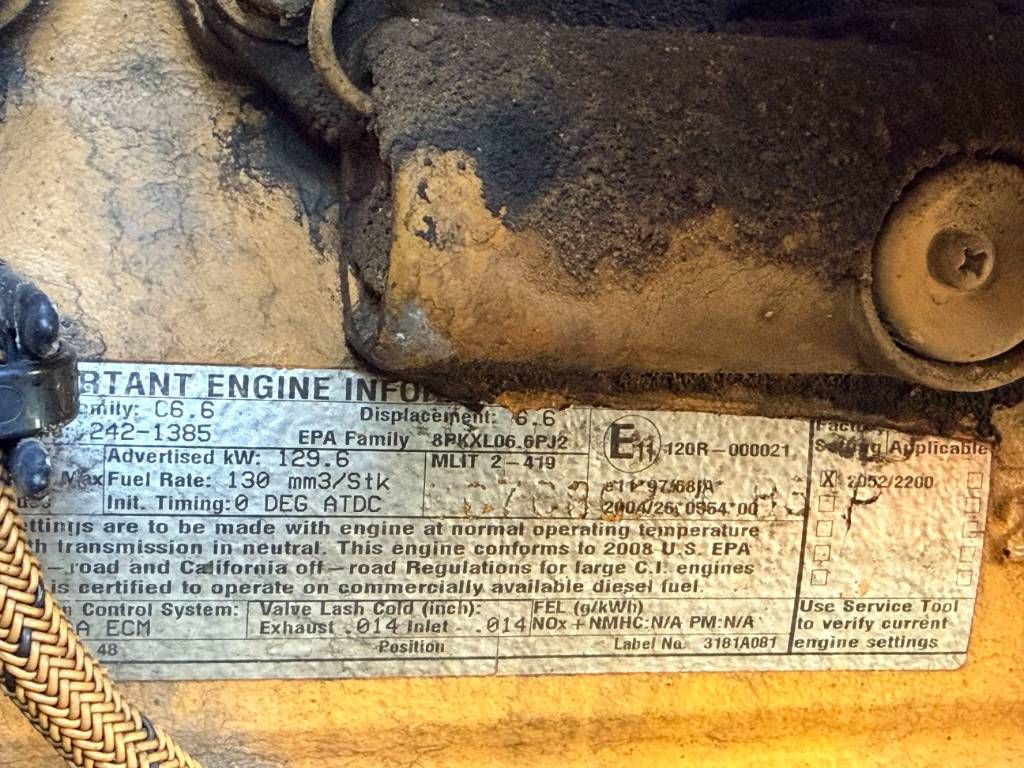 RTANT ENGINE INFO
mily: C6.6 Displacement: 6.6
242-1385 EPA Family 8PKXL06.6PJ2
Advertised kW: 129.6 MLIT 2-419
Max Fuel Rate: 130 mm3/Stk
Init. Timing: 0 DEG ATDC
E11 120R-000021
e11*97/68JA*
2004/26*0864*00
Factory Setting Applicable
X 2052/2200
ettings are to be made with engine at normal operating temperature
th transmission in neutral. This engine conforms to 2008 U.S. EPA
-road and California off-road Regulations for large C.I. engines
is certified to operate on commercially available diesel fuel.
n Control System: Valve Lash Cold (inch): FEL (g/kWh)
A ECM Exhaust .014 Inlet .014 NOx + NMHC:N/A PM:N/A
48 Position Label No. 3181A081
Use Service Tool
to verify current
engine settings